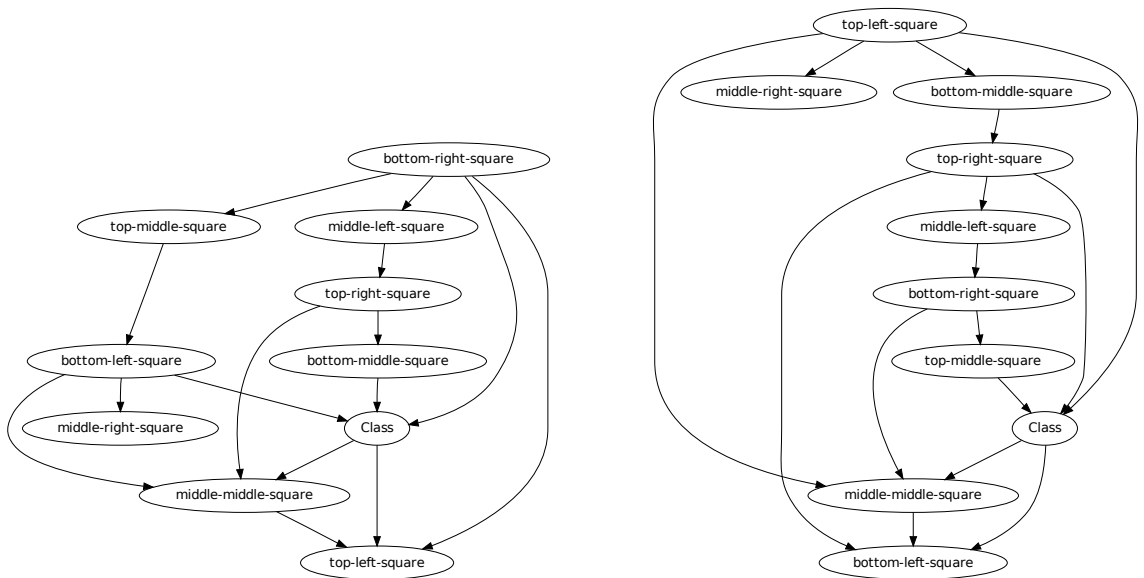 bottom-right-square
top-middle-square
middle-left-square
top-right-square
bottom-left-square
bottom-middle-square
middle-right-square
Class
middle-middle-square
top-left-square
top-left-square
middle-right-square
bottom-middle-square
top-right-square
middle-left-square
bottom-right-square
top-middle-square
Class
middle-middle-square
bottom-left-square